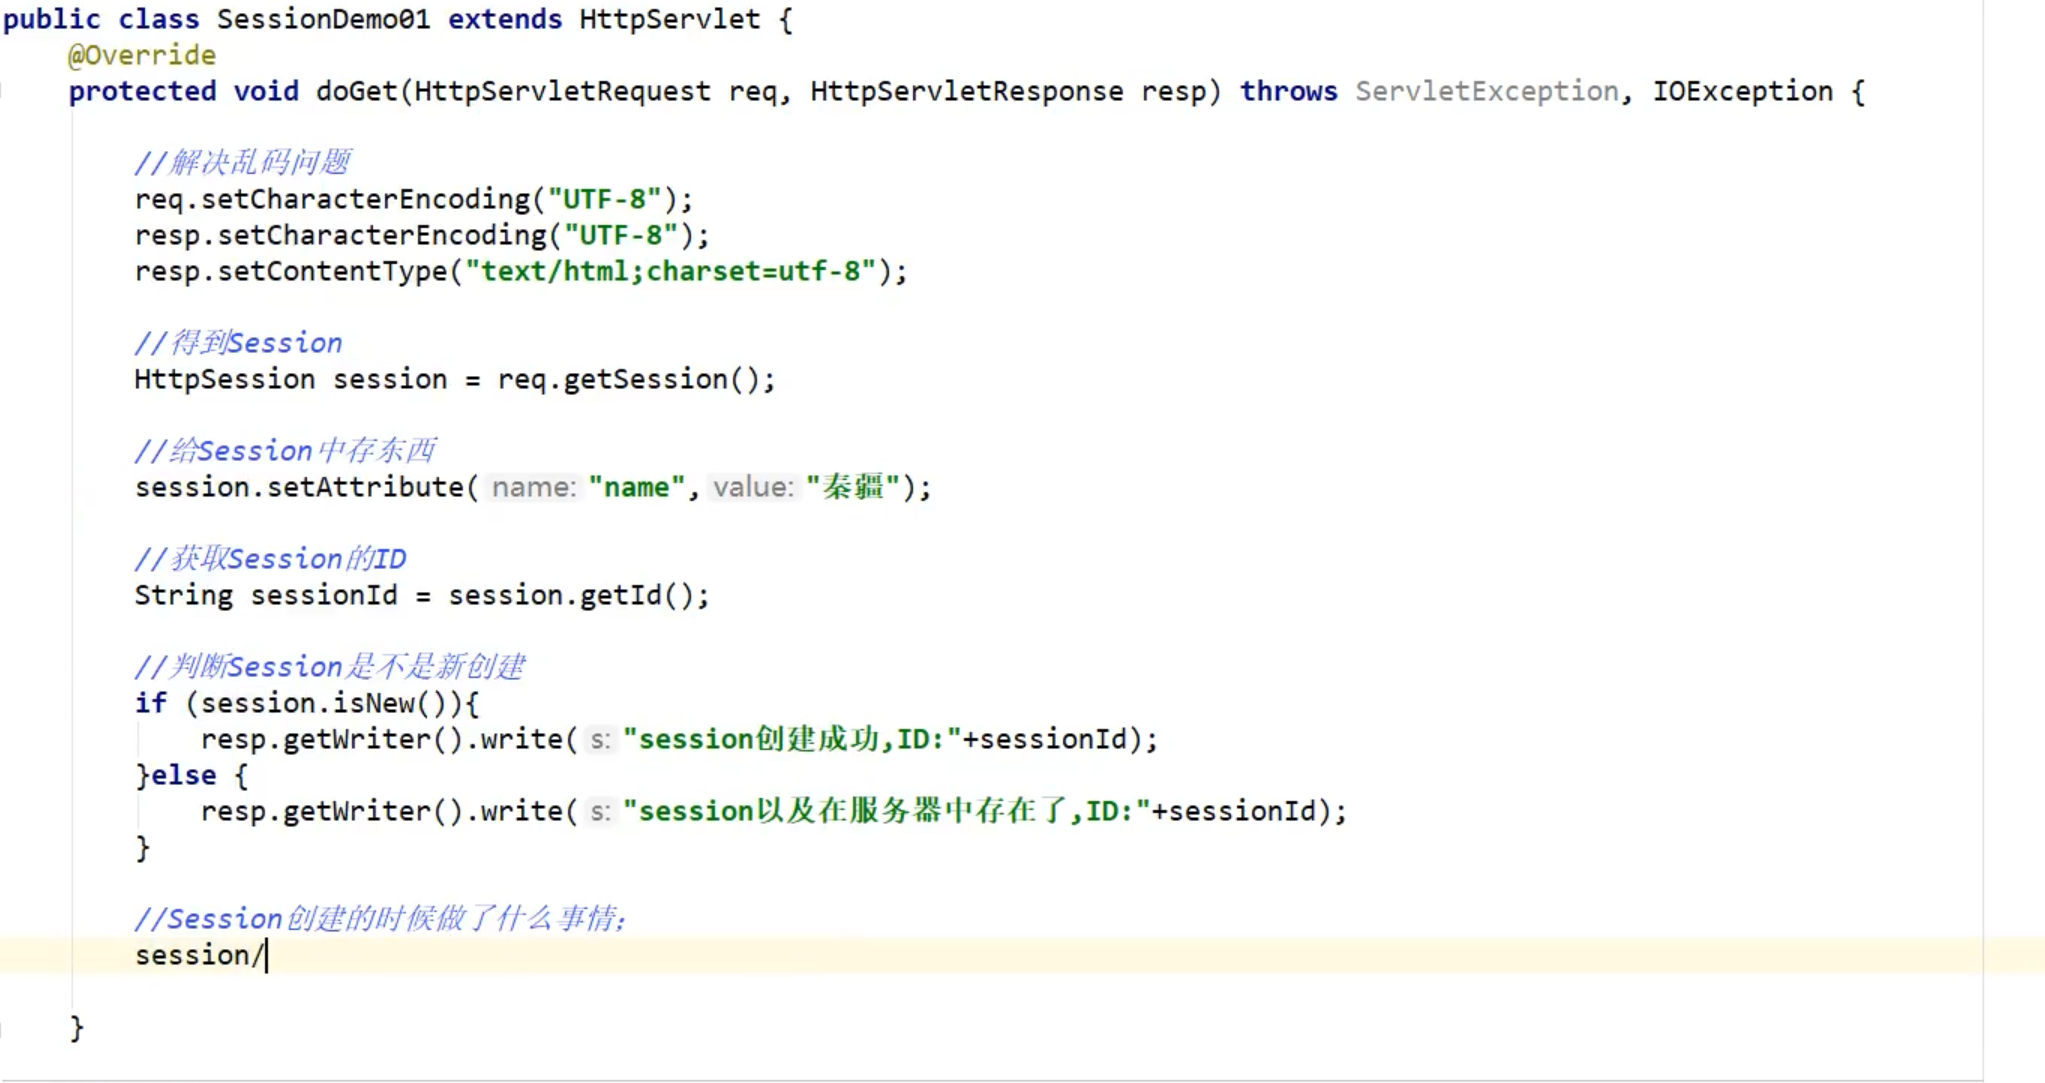 public class SessionDemo01 extends HttpServlet {
@Override
protected void doGet(HttpServletRequest req, HttpServletResponse resp) throws ServletException, IOException {
//解决乱码问题
req.setCharacterEncoding("UTF-8");
resp.setCharacterEncoding("UTF-8");
resp.setContentType("text/html;charset=utf-8");
//得到Session
HttpSession session = req.getSession();
//给Session中存东西
session.setAttribute( name: "name", value: "秦疆");
//获取Session的ID
String sessionId = session.getId();
//判断Session是不是新创建
if (session.isNew()){
resp.getWriter().write( s: "session创建成功,ID:"+sessionId);
}else {
resp.getWriter().write( s: "session以及在服务器中存在了,ID:"+sessionId);
}
//Session创建的时候做了什么事情;
session/
}